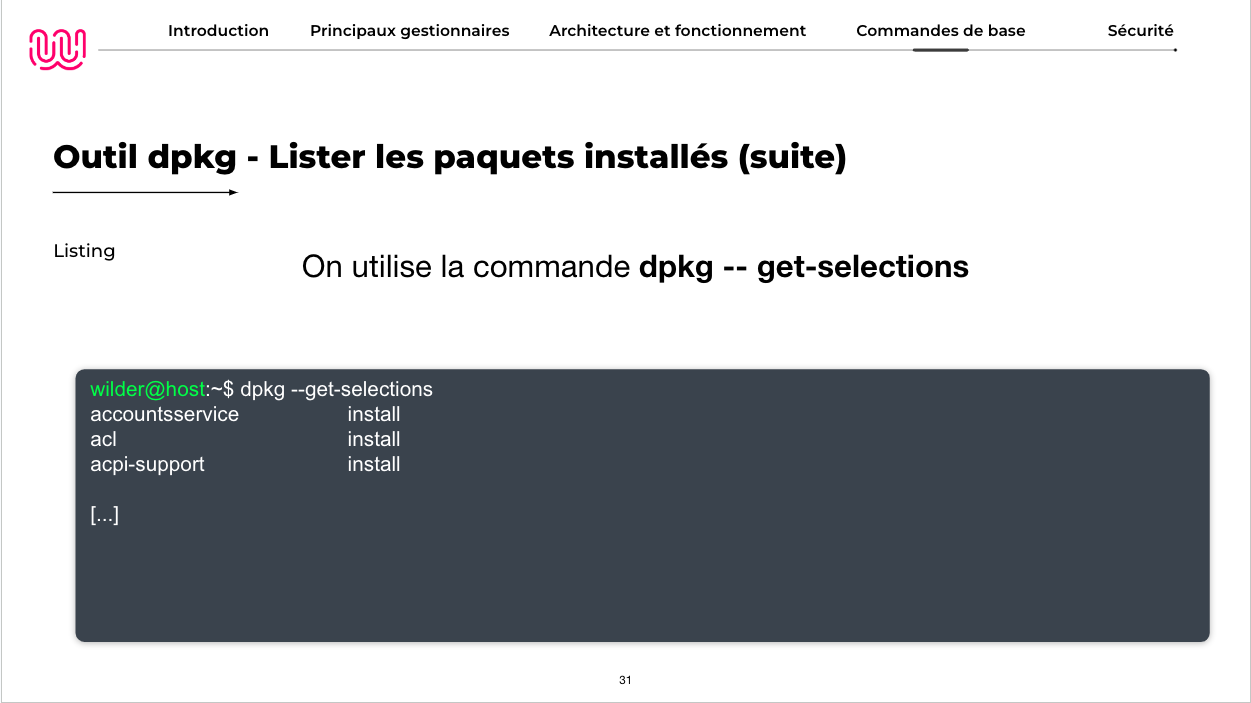 Introduction Principaux gestionnaires Architecture et fonctionnement Commandes de base Sécurité
Outil dpkg - Lister les paquets installés (suite)
Listing
On utilise la commande dpkg -- get-selections
wilder@host:~$ dpkg --get-selections
accountsservice install
acl install
acpi-support install
[...]
31